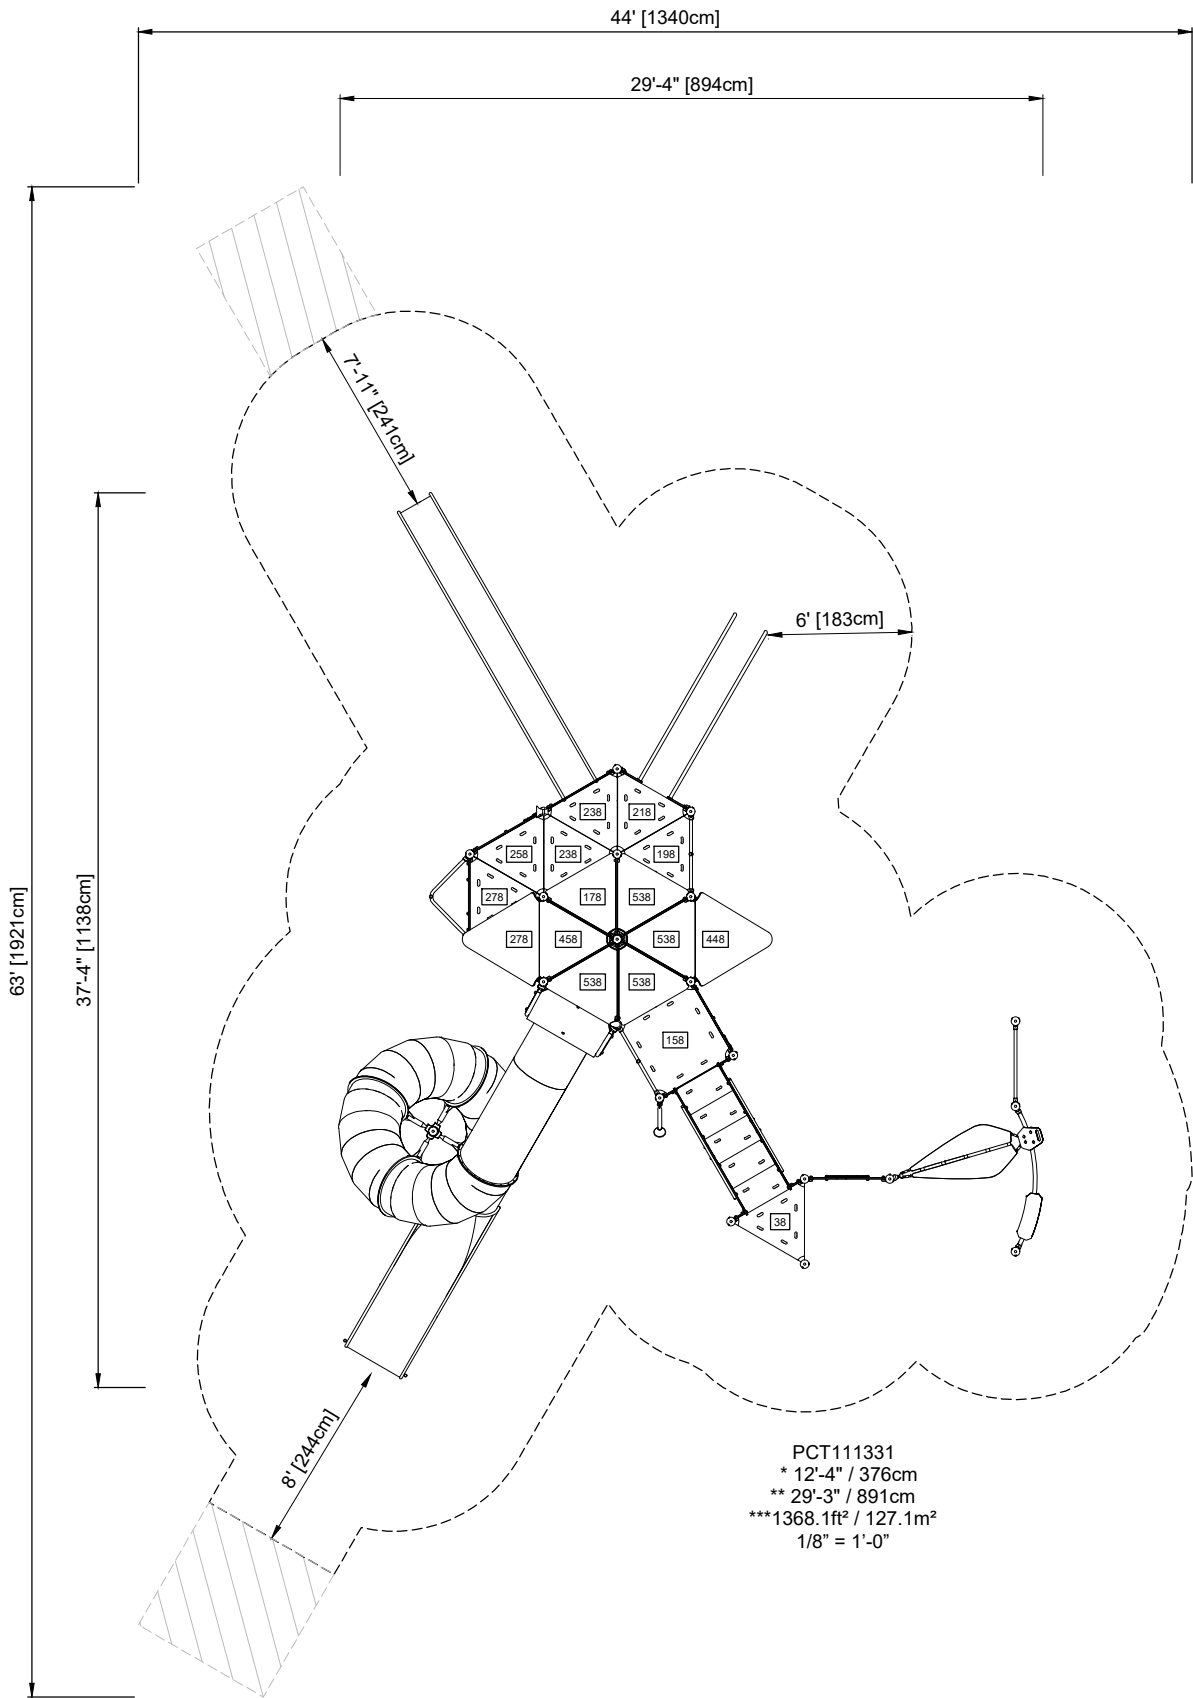 44' [1340cm]
29'-4" [894cm]
7'-11" [241cm]
63' [1921cm]
37'-4" [1138cm]
6' [183cm]
238
218
258
238
198
278
178
538
278
458
538
448
538
538
158
38
8' [244cm]
PCT111331
* 12'-4" / 376cm
** 29'-3" / 891cm
***1368.1ft² / 127.1m²
1/8” = 1’-0”